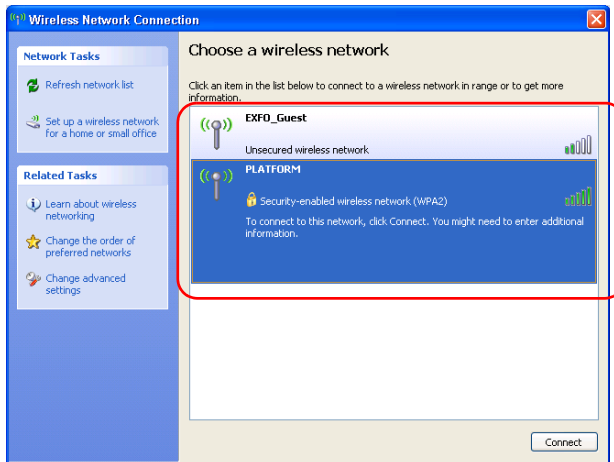 Wireless Network Connection
Network Tasks
Refresh network list
Set up a wireless network
for a home or small office
Related Tasks
Learn about wireless
networking
Change the order of
preferred networks
Change advanced
settings
Choose a wireless network
Click an item in the list below to connect to a wireless network in range or to get more
information.
EXFO_Guest
Unsecured wireless network
PLATFORM
Security-enabled wireless network (WPA2)
To connect to this network, click Connect. You might need to enter additional
information.
Connect